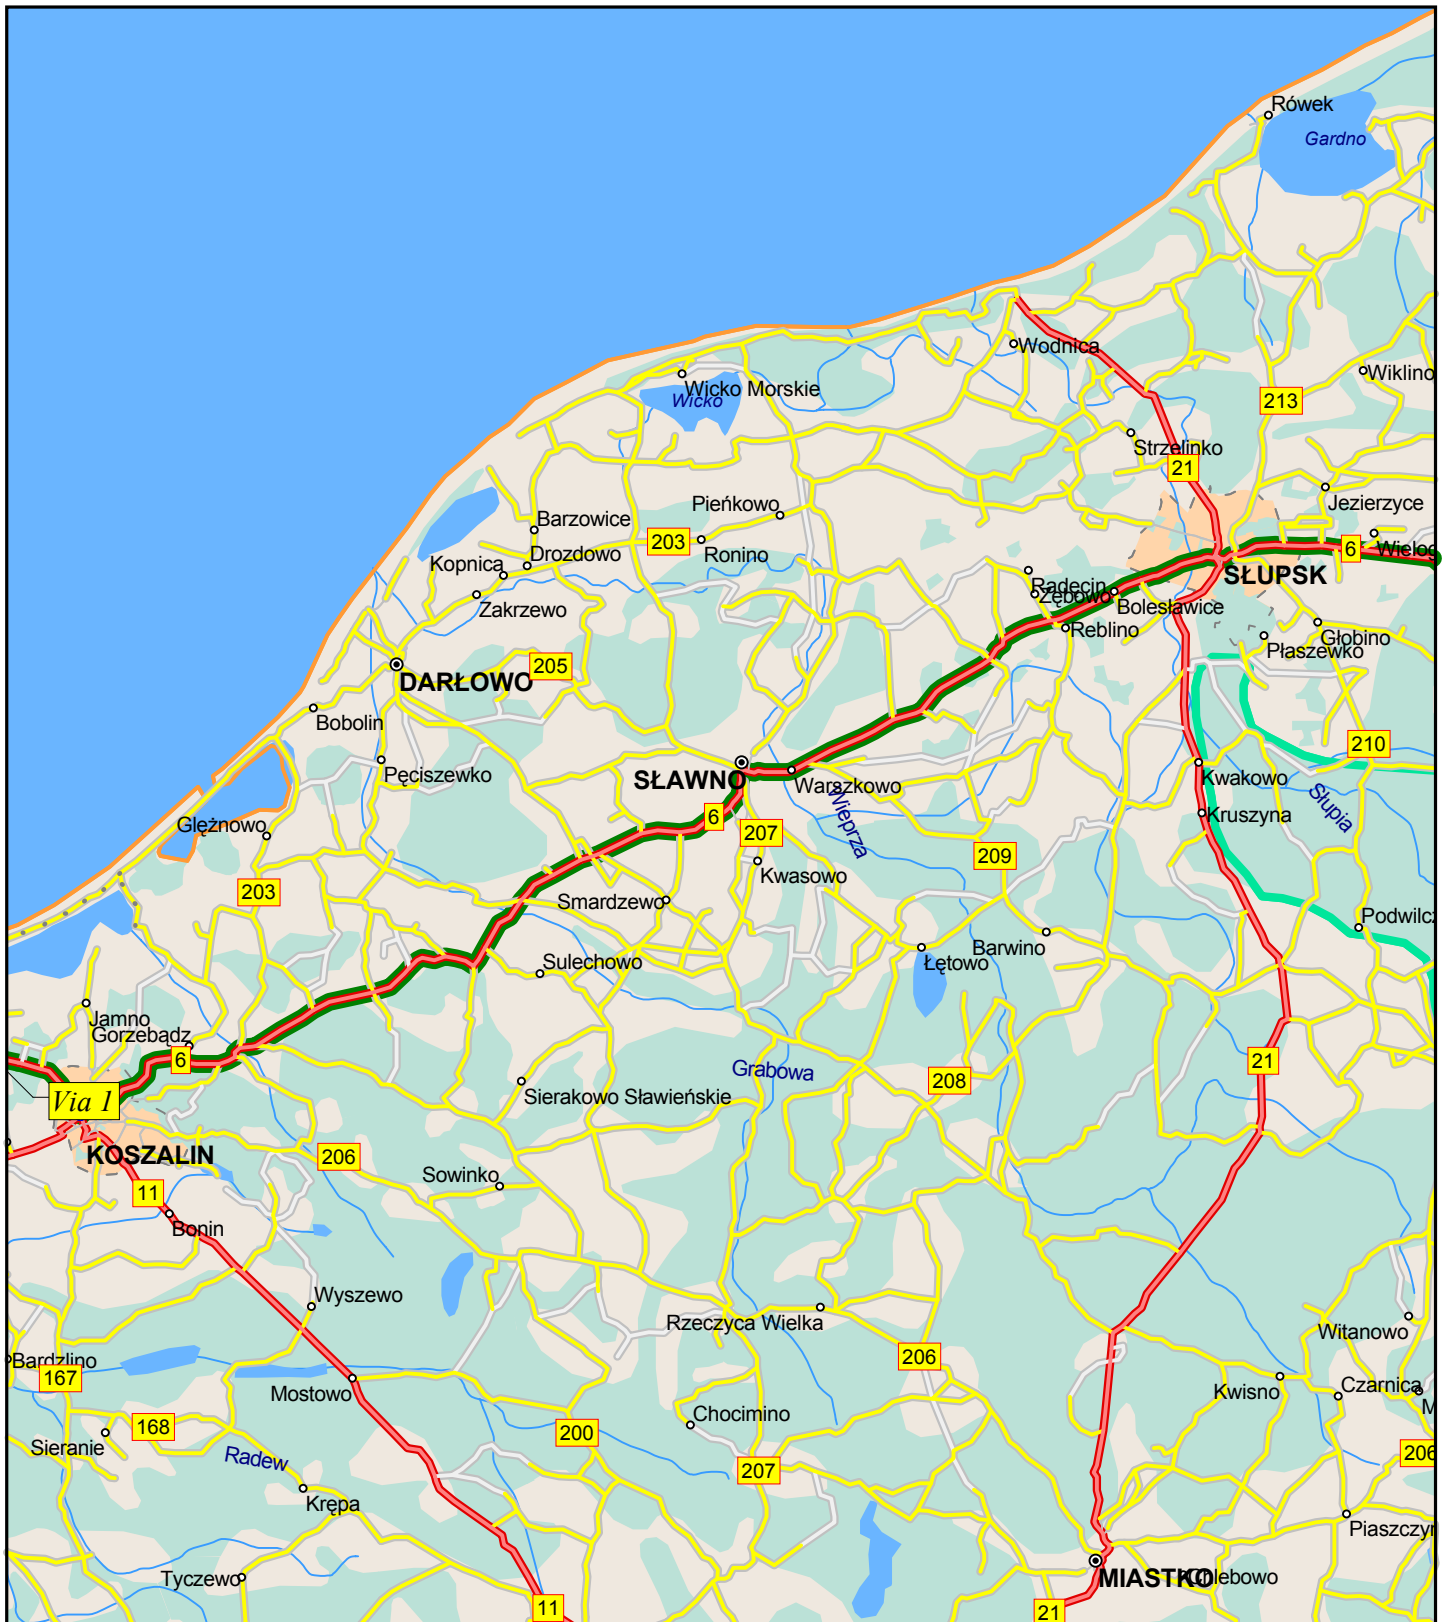 Rówek
Gardno
Wodnica
Wiklino
Wicko Morskie
Wicko
213
Strzelinko
21
Jezierzyce
Pieńkowo
Barzowice
203
Ronino
Drozdowo
Kopnica
6
Wielog
SŁUPSK
Radecin
Zębowo
Bolesławice
Zakrzewo
Reblino
Głobino
Płaszewko
205
DARŁOWO
Bobolin
210
Pęciszewko
SŁAWNO
Warszkowo
Kwakowo
Wieprza
Słupia
Kruszyna
6
Glężnowo
207
209
Kwasowo
203
Smardzewo
Podwilcz
Barwino
Łętowo
Sulechowo
Jamno
Gorzebądz
6
21
Grabowa
208
Via 1
Sierakowo Sławieńskie
KOSZALIN
206
Sowinko
11
Bonin
Wyszewo
Rzeczyca Wielka
Witanowo
Bardzlino
206
167
Mostowo
Kwisno
Czarnica
M
Chocimino
168
200
Sieranie
206
Radew
207
Krępa
Piaszczyn
Tyczewo
MIASTKO
Chlebowo
11
21